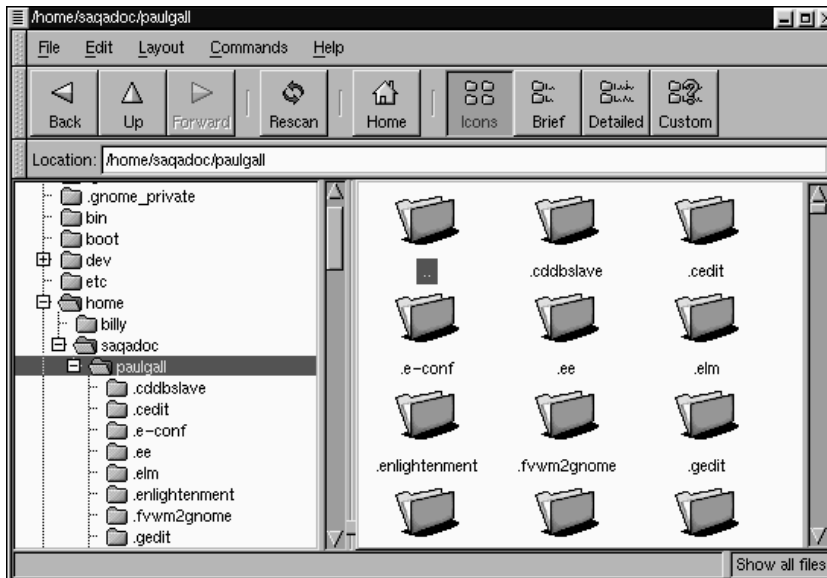 /home/saqadoc/paulgall
File Edit Layout Commands Help
Back Up Forward Rescan Home Icons Brief Detailed Custom
Location: /home/saqadoc/paulgall
.gnome_private
bin
boot
dev
etc
home
billy
saqadoc
paulgall
.cddbslave
.cedit
.e-conf
.ee
.elm
.enlightenment
.fvwm2gnome
.gedit
.. .cddbslave .cedit
.e-conf .ee .elm
.enlightenment .fvwm2gnome .gedit
Show all files